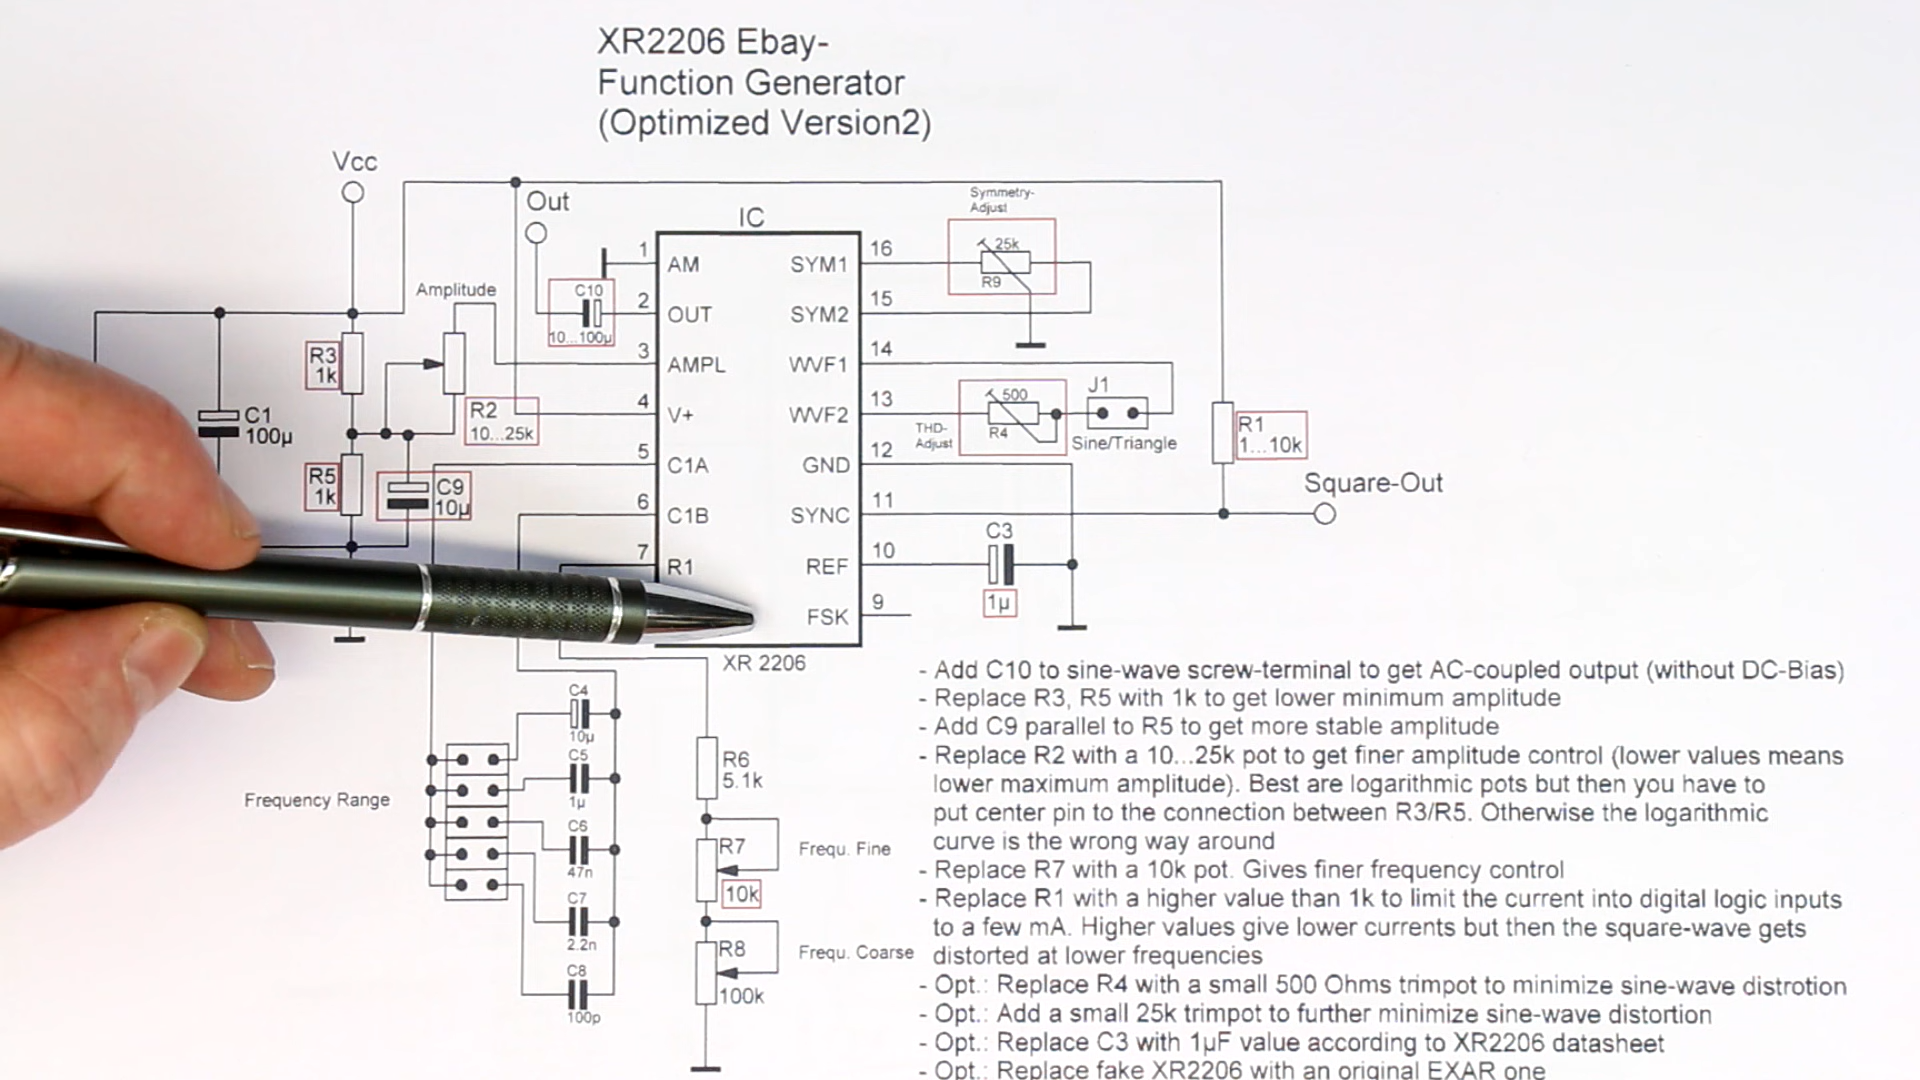 XR2206 Ebay-
Function Generator
(Optimized Version2)
Vcc
Out
IC
Symmetry-
Adjust
25k
R9
1 AM
2 OUT
3 AMPL
4 V+
5 C1A
6 C1B
7 R1
SYM1 16
SYM2 15
WVF1 14
WVF2 13
GND 12
SYNC 11
REF 10
FSK 9
XR 2206
C10
10...100µ
Amplitude
R3
1k
R2
10...25k
C1
100µ
R5
1k
C9
10µ
500
R4
THD-
Adjust
J1
Sine/Triangle
R1
1...10k
Square-Out
C3
1µ
C4
10µ
C5
1µ
C6
47n
C7
2.2n
C8
100p
Frequency Range
R6
5.1k
R7
10k
Frequ. Fine
R8
100k
Frequ. Coarse
- Add C10 to sine-wave screw-terminal to get AC-coupled output (without DC-Bias)
- Replace R3, R5 with 1k to get lower minimum amplitude
- Add C9 parallel to R5 to get more stable amplitude
- Replace R2 with a 10...25k pot to get finer amplitude control (lower values means
lower maximum amplitude). Best are logarithmic pots but then you have to
put center pin to the connection between R3/R5. Otherwise the logarithmic
curve is the wrong way around
- Replace R7 with a 10k pot. Gives finer frequency control
- Replace R1 with a higher value than 1k to limit the current into digital logic inputs
to a few mA. Higher values give lower currents but then the square-wave gets
distorted at lower frequencies
- Opt.: Replace R4 with a small 500 Ohms trimpot to minimize sine-wave distrotion
- Opt.: Add a small 25k trimpot to further minimize sine-wave distortion
- Opt.: Replace C3 with 1µF value according to XR2206 datasheet
- Opt.: Replace fake XR2206 with an original EXAR one